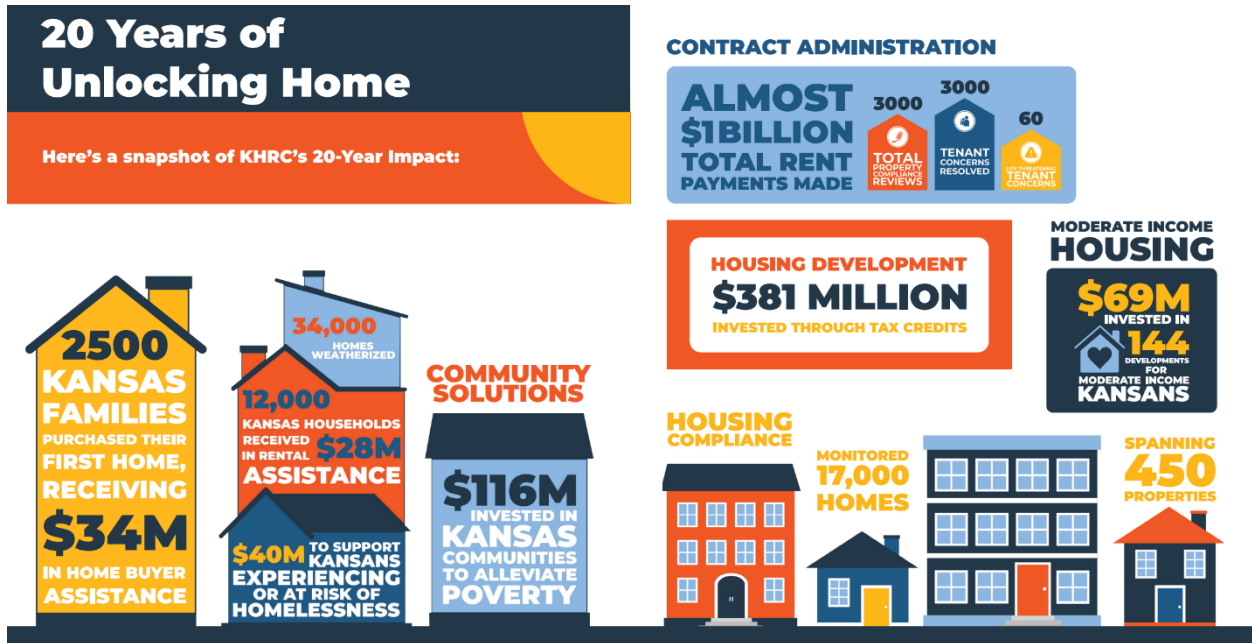 20 Years of
Unlocking Home
Here's a snapshot of KHRC's 20-Year Impact:
2500
KANSAS
FAMILIES
PURCHASED THEIR
FIRST HOME,
RECEIVING
$34M
IN HOME BUYER
ASSISTANCE
34,000
HOMES
WEATHERIZED
12,000
KANSAS HOUSEHOLDS
RECEIVED
IN RENTAL $28M
ASSISTANCE
$40M TO SUPPORT
KANSANS
EXPERIENCING
OR AT RISK OF
HOMELESSNESS
COMMUNITY
SOLUTIONS
$116M
INVESTED IN
KANSAS
COMMUNITIES
TO ALLEVIATE
POVERTY
CONTRACT ADMINISTRATION
ALMOST
$1 BILLION
TOTAL RENT
PAYMENTS MADE
3000
TOTAL
PROPERTY
COMPLIANCE
REVIEWS
3000
TENANT
CONCERNS
RESOLVED
60
LIFE THREATENING
TENANT
CONCERNS
HOUSING DEVELOPMENT
$381 MILLION
INVESTED THROUGH TAX CREDITS
MODERATE INCOME
HOUSING
$69M
INVESTED IN
144
DEVELOPMENTS
FOR
MODERATE INCOME
KANSANS
HOUSING
COMPLIANCE
MONITORED
17,000
HOMES
SPANNING
450
PROPERTIES